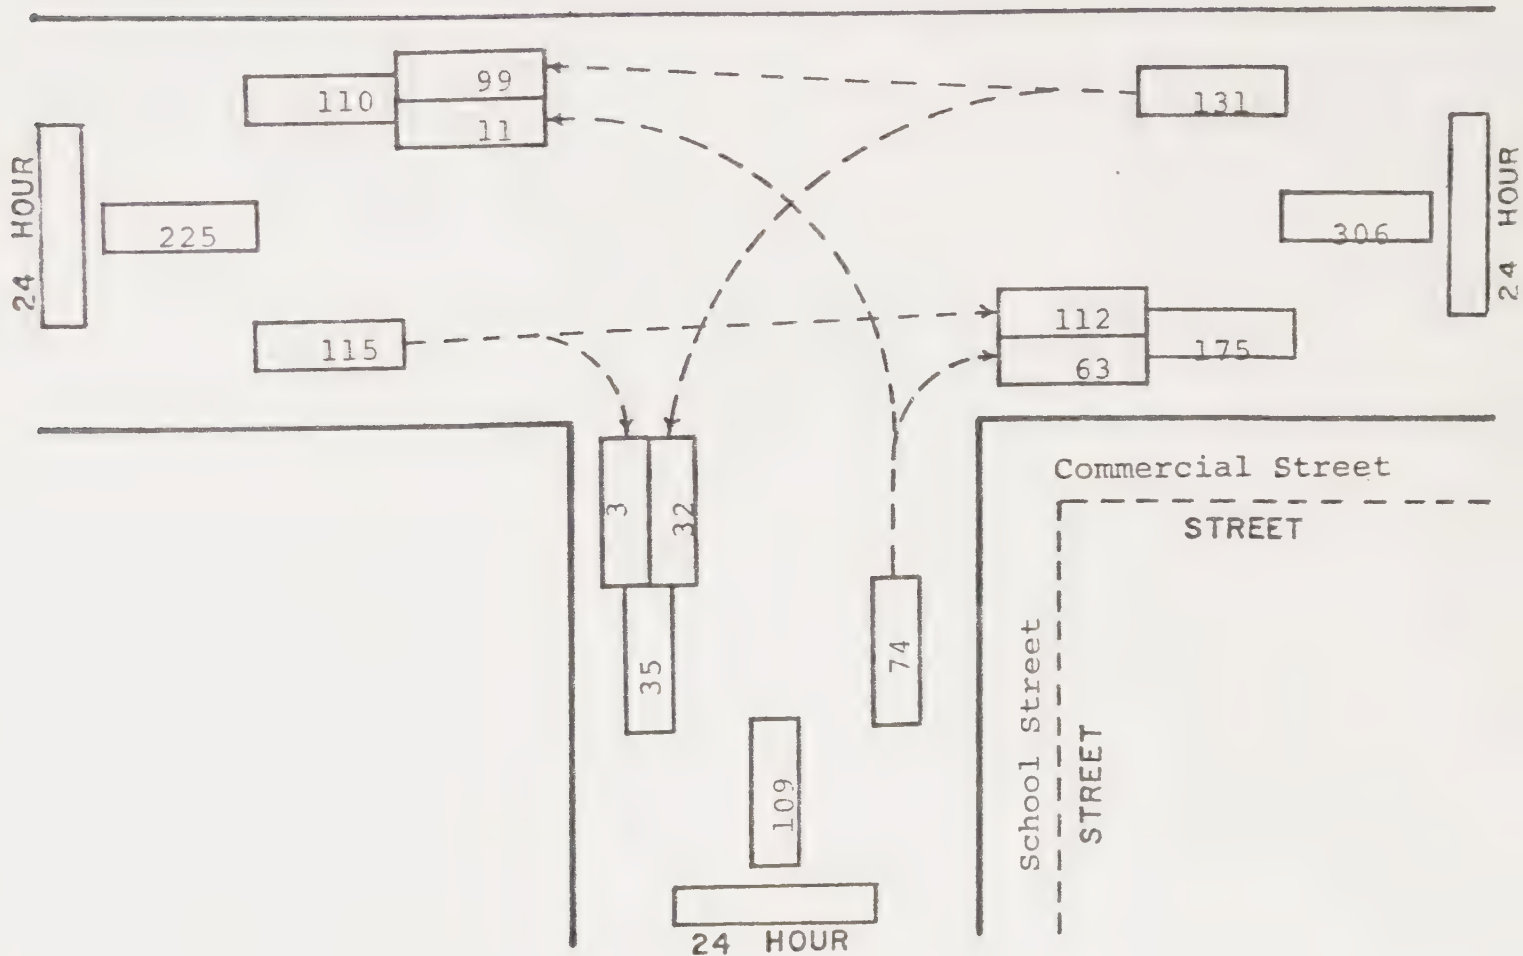 99
110
131
11
24 HOUR
225
306
24 HOUR
112
115
175
63
Commercial Street
STREET
3
32
35
74
School Street
STREET
109
24 HOUR